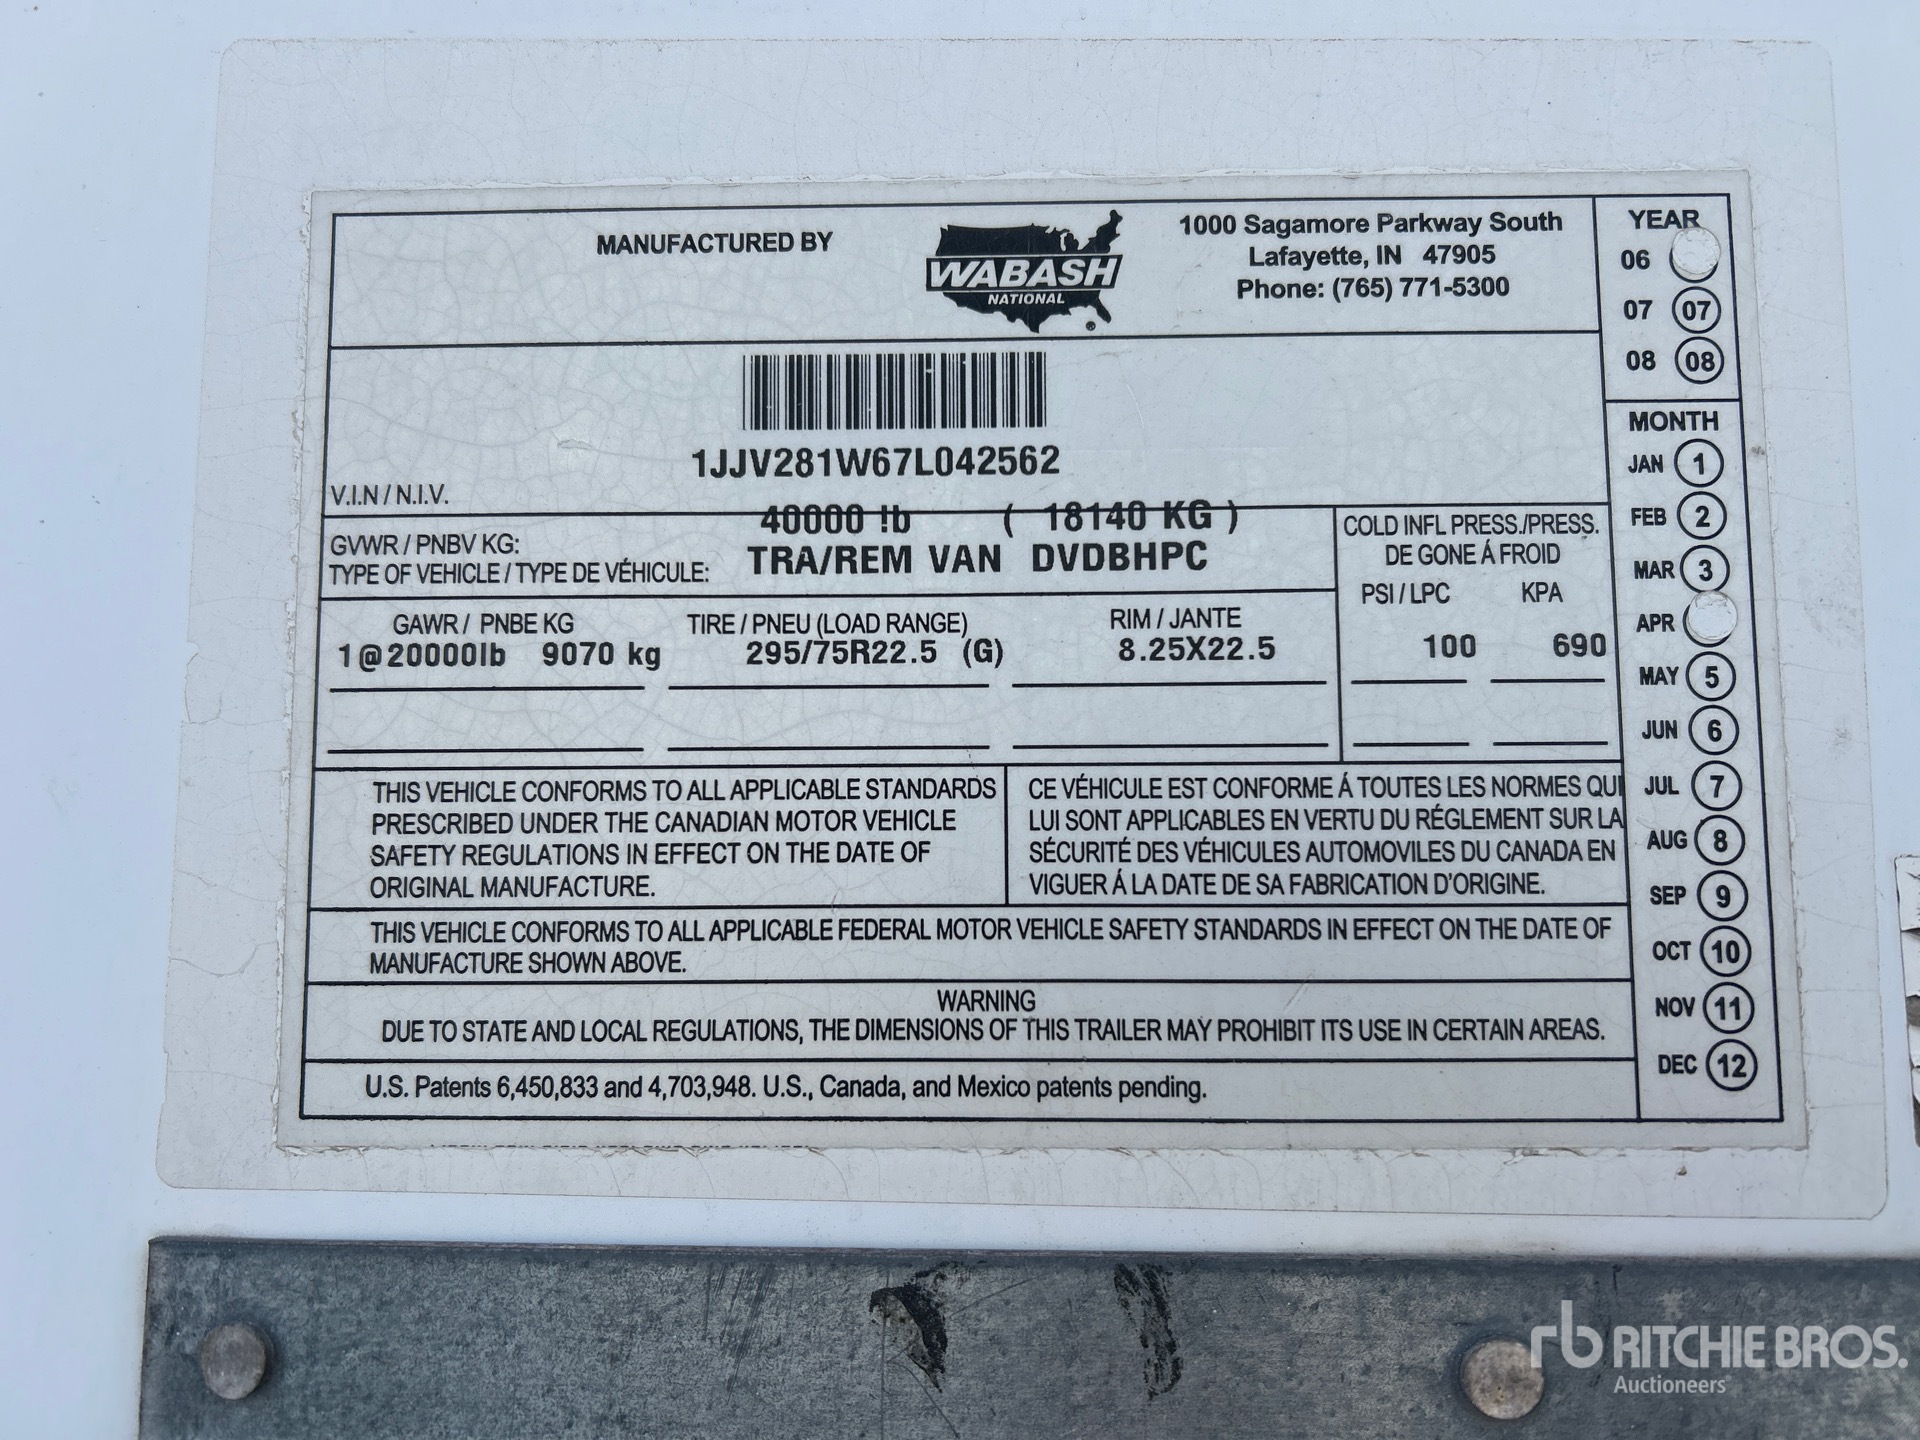 MANUFACTURED BY
WABASH
NATIONAL
®
1000 Sagamore Parkway South
Lafayette, IN 47905
Phone: (765) 771-5300
YEAR
06
07 07
08 08
1JJV281W67L042562
V.I.N / N.I.V.
40000 lb ( 18140 KG )
GVWR / PNBV KG:
TYPE OF VEHICLE / TYPE DE VÉHICULE: TRA/REM VAN DVDBHPC
COLD INFL PRESS./PRESS.
DE GONE Á FROID
PSI / LPC KPA
100 690
GAWR / PNBE KG TIRE / PNEU (LOAD RANGE) RIM / JANTE
1@20000lb 9070 kg 295/75R22.5 (G) 8.25X22.5
MONTH
JAN 1
FEB 2
MAR 3
APR
MAY 5
JUN 6
JUL 7
AUG 8
SEP 9
OCT 10
NOV 11
DEC 12
THIS VEHICLE CONFORMS TO ALL APPLICABLE STANDARDS
PRESCRIBED UNDER THE CANADIAN MOTOR VEHICLE
SAFETY REGULATIONS IN EFFECT ON THE DATE OF
ORIGINAL MANUFACTURE.
CE VÉHICULE EST CONFORME Á TOUTES LES NORMES QUI
LUI SONT APPLICABLES EN VERTU DU RÉGLEMENT SUR LA
SÉCURITÉ DES VÉHICULES AUTOMOVILES DU CANADA EN
VIGUER Á LA DATE DE SA FABRICATION D'ORIGINE.
THIS VEHICLE CONFORMS TO ALL APPLICABLE FEDERAL MOTOR VEHICLE SAFETY STANDARDS IN EFFECT ON THE DATE OF
MANUFACTURE SHOWN ABOVE.
WARNING
DUE TO STATE AND LOCAL REGULATIONS, THE DIMENSIONS OF THIS TRAILER MAY PROHIBIT ITS USE IN CERTAIN AREAS.
U.S. Patents 6,450,833 and 4,703,948. U.S., Canada, and Mexico patents pending.
rb RITCHIE BROS.
Auctioneers